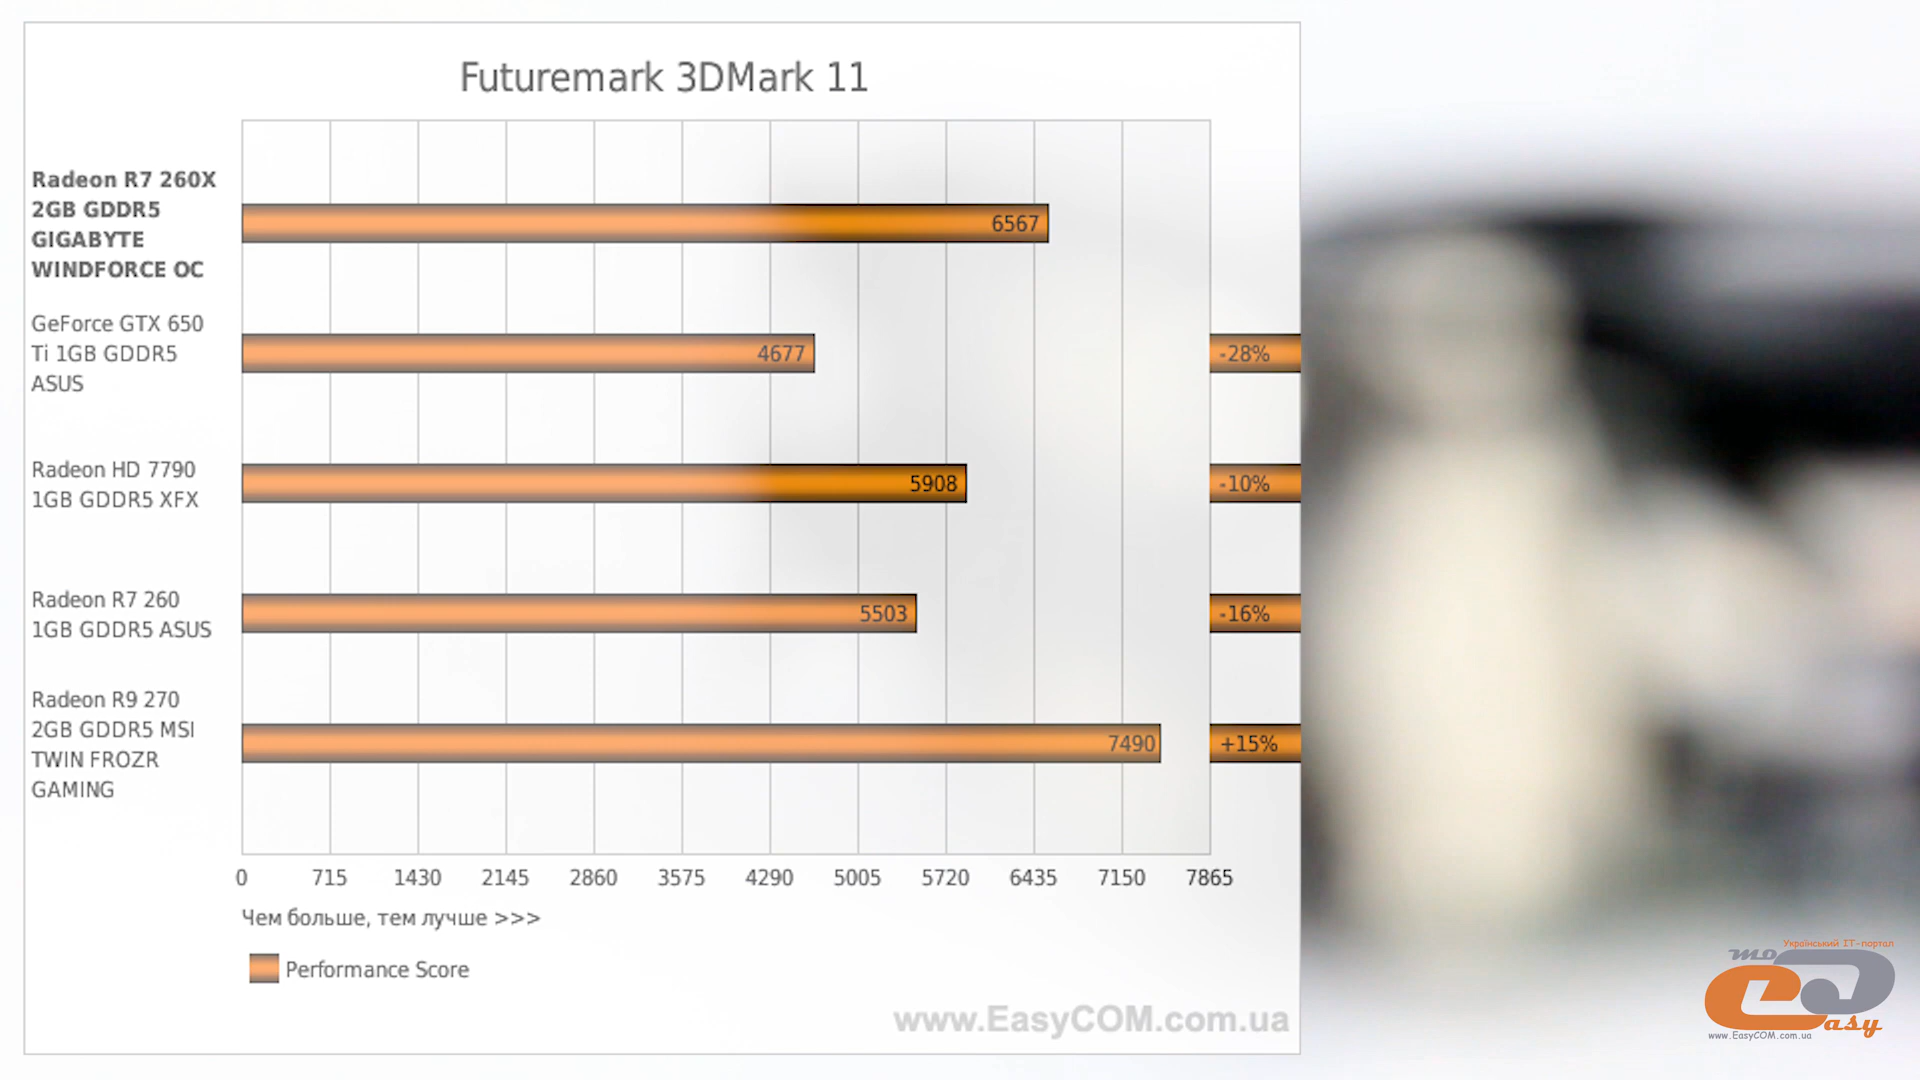 Futuremark 3DMark 11
Radeon R7 260X
2GB GDDR5
GIGABYTE
WINDFORCE OC
6567
GeForce GTX 650
Ti 1GB GDDR5
ASUS
4677
-28%
Radeon HD 7790
1GB GDDR5 XFX
5908
-10%
Radeon R7 260
1GB GDDR5 ASUS
5503
-16%
Radeon R9 270
2GB GDDR5 MSI
TWIN FROZR
GAMING
7490
+15%
0 715 1430 2145 2860 3575 4290 5005 5720 6435 7150 7865
Чем больше, тем лучше >>>
Performance Score
www.EasyCOM.com.ua
Український IT-портал
asy
www.EasyCOM.com.ua